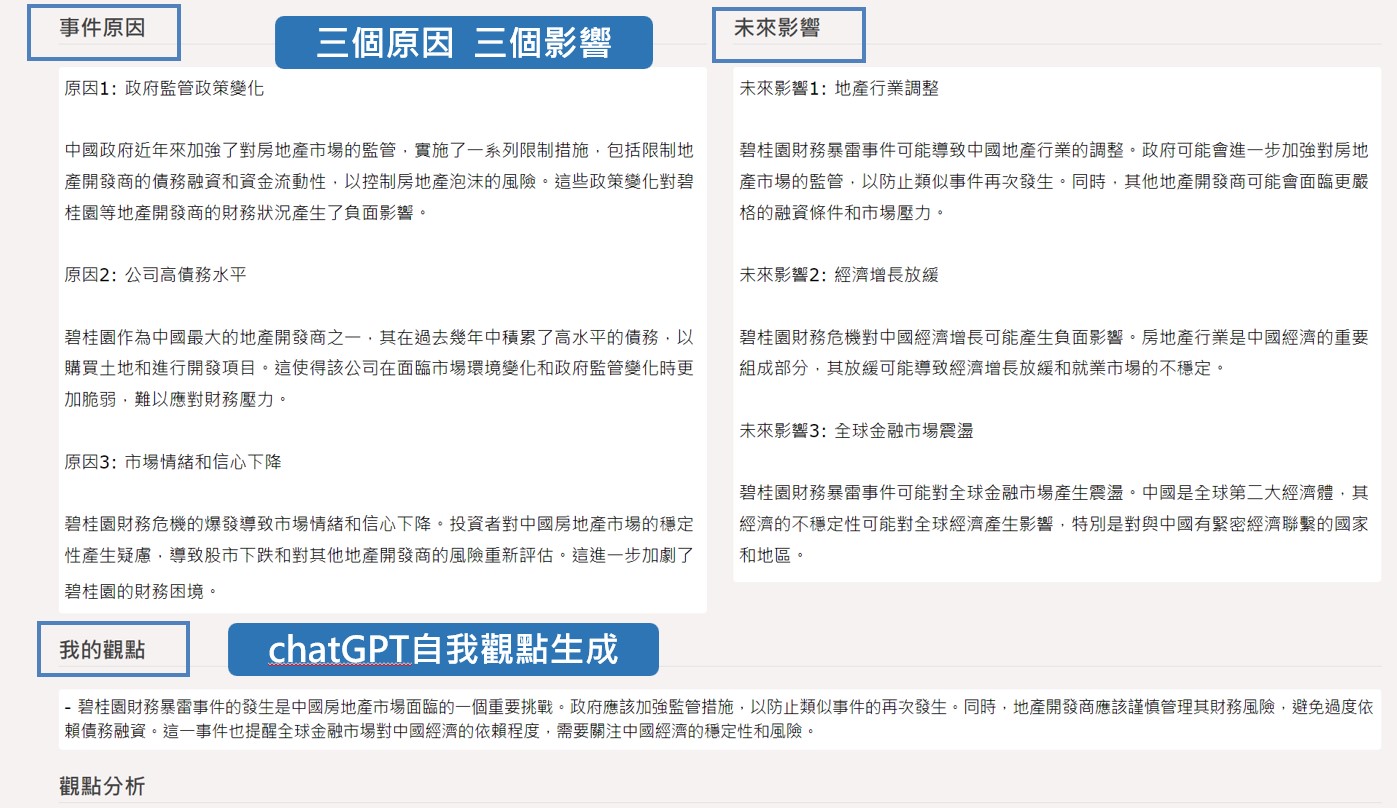 事件原因
三個原因 三個影響
未來影響
原因1: 政府監管政策變化
中國政府近年來加強了對房地產市場的監管，實施了一系列限制措施，包括限制地
產開發商的債務融資和資金流動性，以控制房地產泡沫的風險。這些政策變化對碧
桂園等地產開發商的財務狀況產生了負面影響。
原因2: 公司高債務水平
碧桂園作為中國最大的地產開發商之一，其在過去幾年中積累了高水平的債務，以
購買土地和進行開發項目。這使得該公司在面臨市場環境變化和政府監管變化時更
加脆弱，難以應對財務壓力。
原因3: 市場情緒和信心下降
碧桂園財務危機的爆發導致市場情緒和信心下降。投資者對中國房地產市場的穩定
性產生疑慮，導致股市下跌和對其他地產開發商的風險重新評估。這進一步加劇了
碧桂園的財務困境。
未來影響1: 地產行業調整
碧桂園財務暴雷事件可能導致中國地產行業的調整。政府可能會進一步加強對房地
產市場的監管，以防止類似事件再次發生。同時，其他地產開發商可能會面臨更嚴
格的融資條件和市場壓力。
未來影響2: 經濟增長放緩
碧桂園財務危機對中國經濟增長可能產生負面影響。房地產行業是中國經濟的重要
組成部分，其放緩可能導致經濟增長放緩和就業市場的不穩定。
未來影響3: 全球金融市場震盪
碧桂園財務暴雷事件可能對全球金融市場產生震盪。中國是全球第二大經濟體，其
經濟的不穩定性可能對全球經濟產生影響，特別是對與中國有緊密經濟聯繫的國家
和地區。
我的觀點
chatGPT自我觀點生成
- 碧桂園財務暴雷事件的發生是中國房地產市場面臨的一個重要挑戰。政府應該加強監管措施，以防止類似事件的再次發生。同時，地產開發商應該謹慎管理其財務風險，避免過度依
賴債務融資。這一事件也提醒全球金融市場對中國經濟的依賴程度，需要關注中國經濟的穩定性和風險。
觀點分析